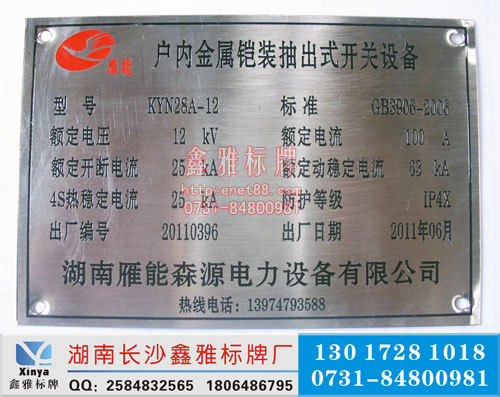 雁能
户内金属铠装抽出式开关设备
型 号 KYN28A-12 标 准 GB3906-2006
额定电压 12 kV 额定电流 100 A
额定开断电流 25 kA 额定动稳定电流 63 kA
4S热稳定电流 25 kA 防护等级 IP4X
出厂编号 20110396 出厂日期 2011年06月
鑫雅标牌
http://enet88.com
0731-84800981
湖南雁能森源电力设备有限公司
热线电话：13974793588
X
Xinya
鑫雅标牌
湖南长沙鑫雅标牌厂
QQ: 2584832565 1806486795
130 1728 1018
0731-84800981